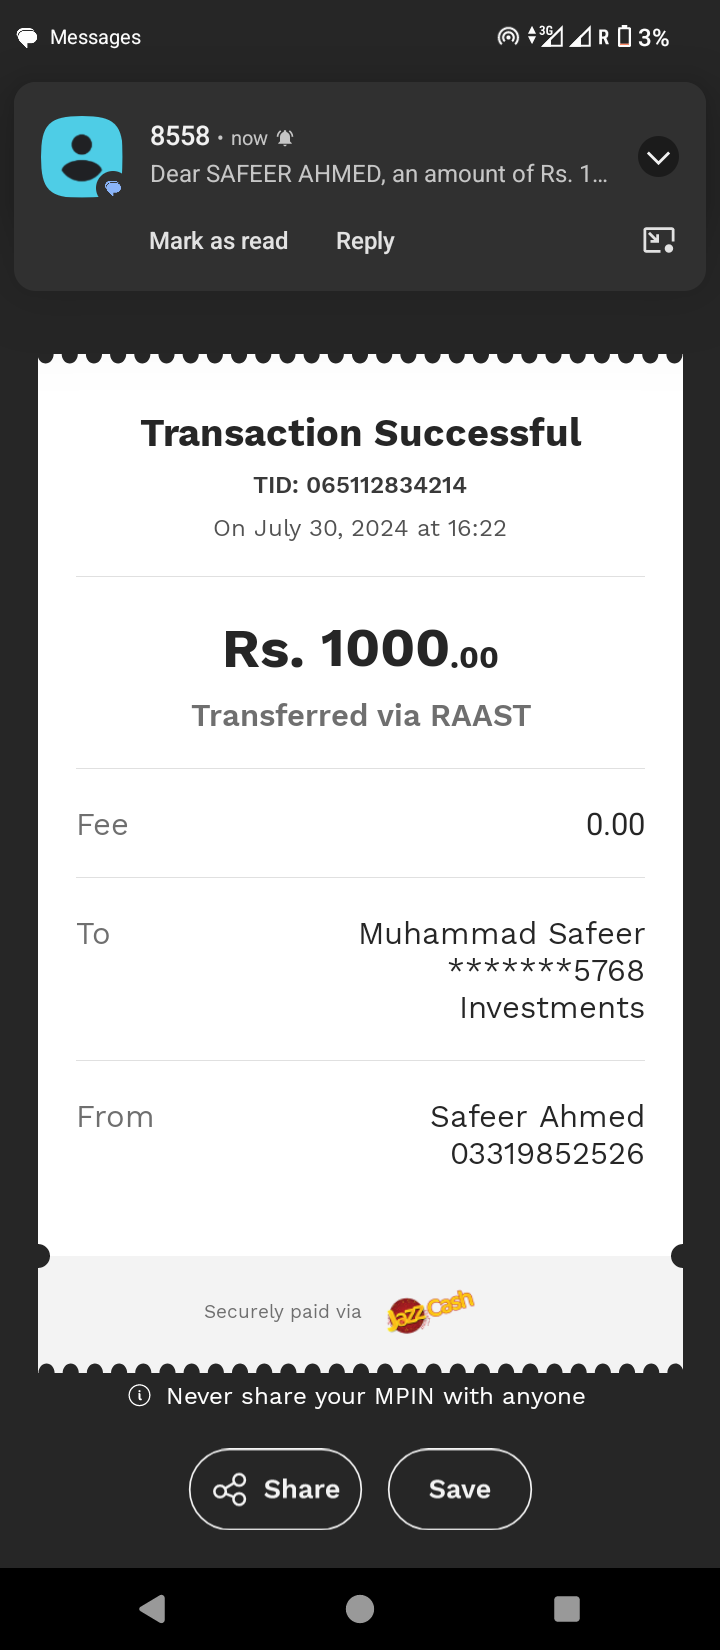 Messages
3G R 3%
8558 • now
Dear SAFEER AHMED, an amount of Rs. 1...
Mark as read Reply
Transaction Successful
TID: 065112834214
On July 30, 2024 at 16:22
Rs. 1000.00
Transferred via RAAST
Fee 0.00
To Muhammad Safeer
*******5768
Investments
From Safeer Ahmed
03319852526
Securely paid via JazzCash
Never share your MPIN with anyone
Share Save